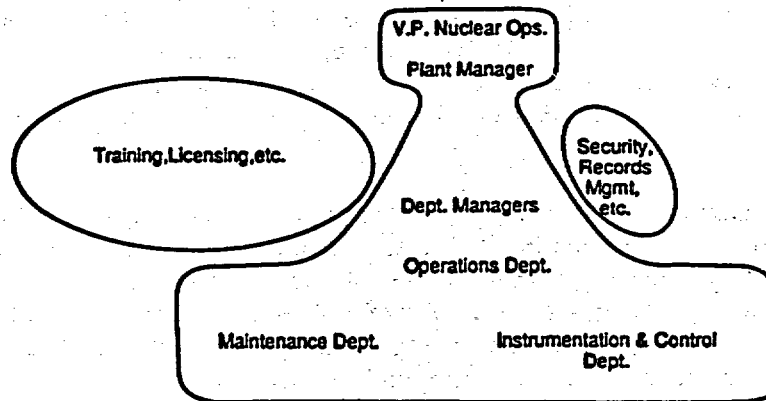 V.P. Nuclear Ops.
Plant Manager
Training,Licensing,etc.
Security,
Records
Mgmt,
etc.
Dept. Managers
Operations Dept.
Maintenance Dept.
Instrumentation & Control
Dept.